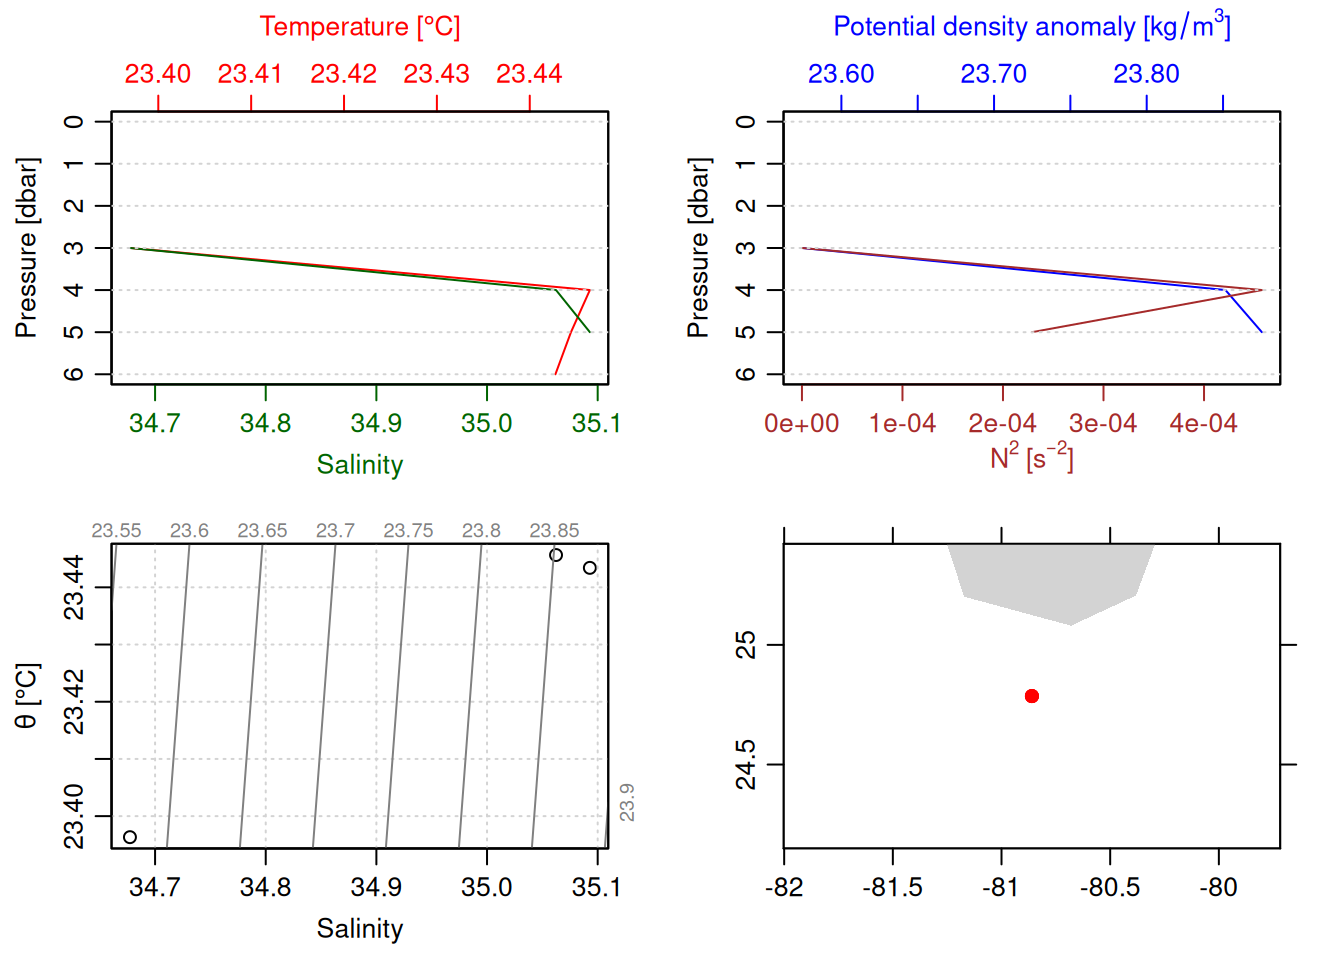 Temperature [°C]
23.40 23.41 23.42 23.43 23.44
Pressure [dbar]
0
1
2
3
4
5
6
34.7 34.8 34.9 35.0 35.1
Salinity
Potential density anomaly [kg/m³]
23.60 23.70 23.80
Pressure [dbar]
0
1
2
3
4
5
6
0e+00 1e-04 2e-04 3e-04 4e-04
N² [s⁻²]
23.55 23.6 23.65 23.7 23.75 23.8 23.85
θ [°C]
23.44
23.42
23.40
23.9
34.7 34.8 34.9 35.0 35.1
Salinity
25
24.5
-82 -81.5 -81 -80.5 -80